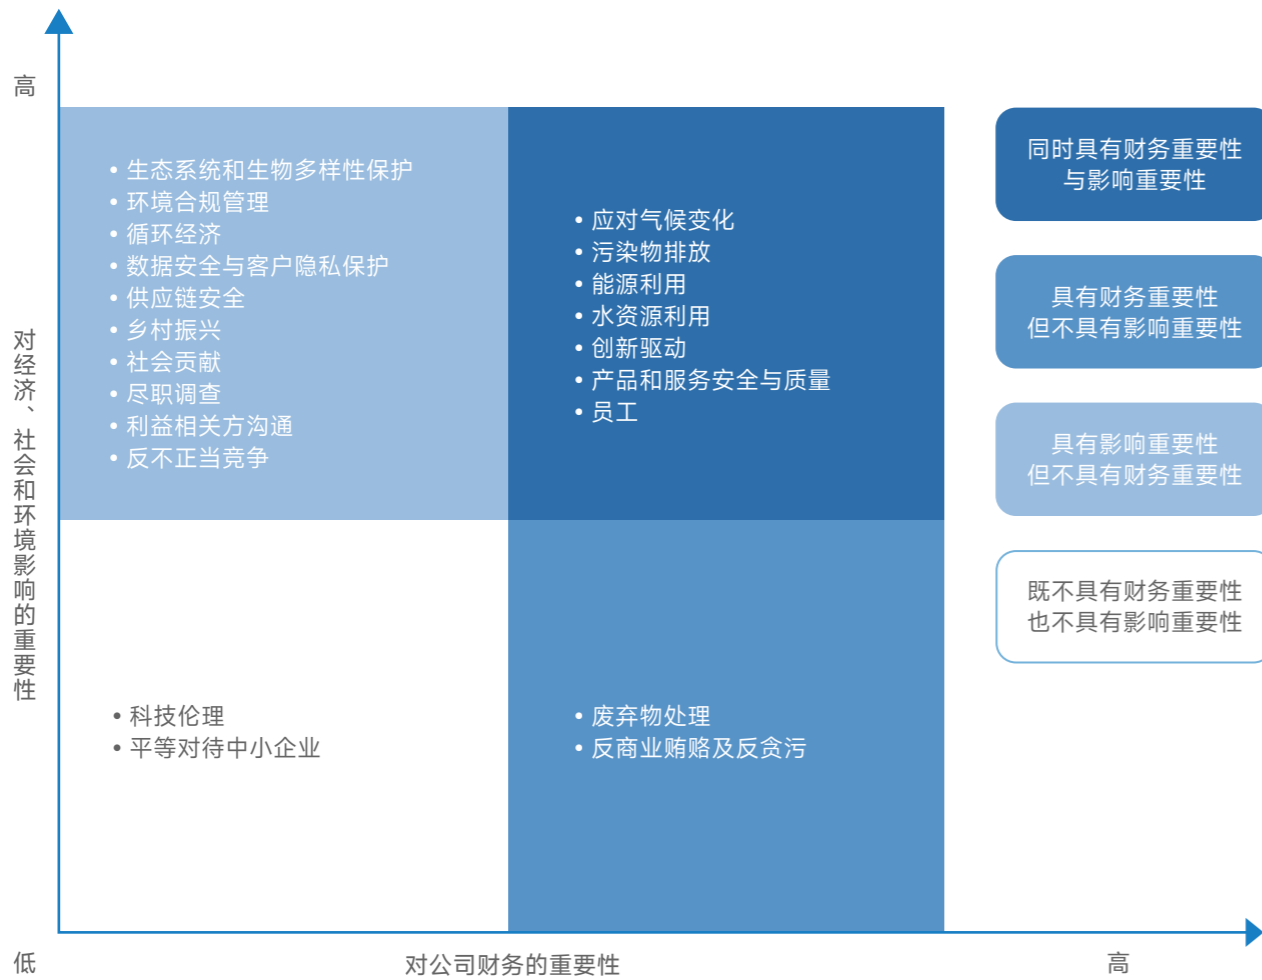 高
对经济、社会和环境影响的重要性
• 生态系统和生物多样性保护
• 环境合规管理
• 循环经济
• 数据安全与客户隐私保护
• 供应链安全
• 乡村振兴
• 社会贡献
• 尽职调查
• 利益相关方沟通
• 反不正当竞争
• 应对气候变化
• 污染物排放
• 能源利用
• 水资源利用
• 创新驱动
• 产品和服务安全与质量
• 员工
• 科技伦理
• 平等对待中小企业
• 废弃物处理
• 反商业贿赂及反贪污
同时具有财务重要性
与影响重要性
具有财务重要性
但不具有影响重要性
具有影响重要性
但不具有财务重要性
既不具有财务重要性
也不具有影响重要性
低
对公司财务的重要性
高